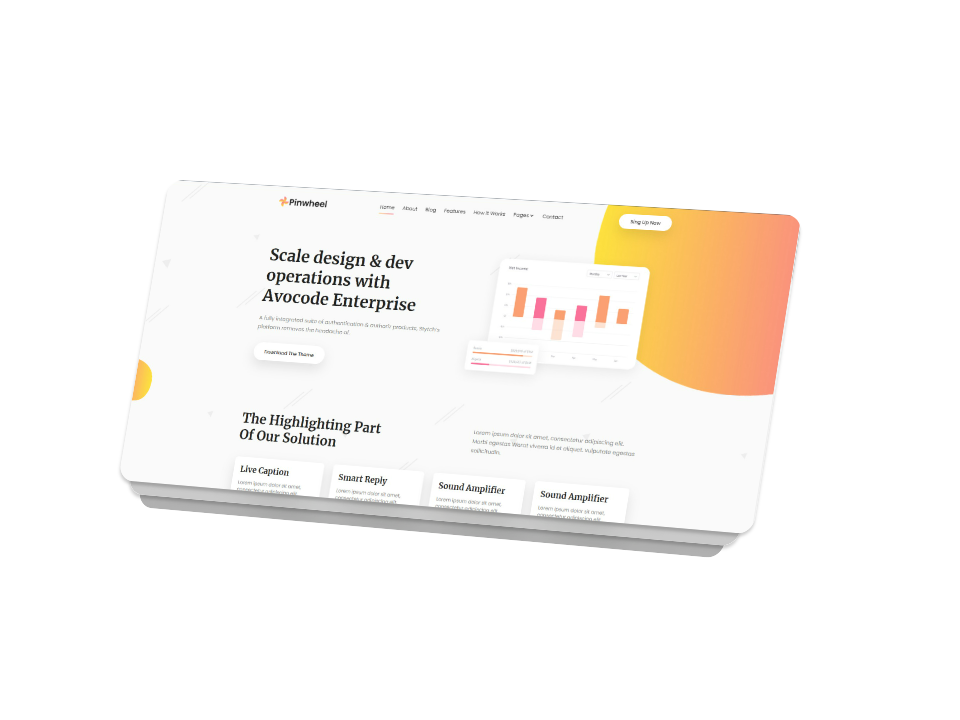 Pinwheel
Home About Blog Features How It Works Pages Contact
Sing Up Now
Scale design & dev
operations with
Avocode Enterprise
A fully integrated suite of authentication & comariz products, Styrch's
platform removes the headache of
Download The Theme
The Highlighting Part
Of Our Solution
Lorem ipsum dolor sit amet, consectetur adipiscing elit.
Morbi egestas Werat viverra id et aliquet. vulputate egestas
sollicitudin.
Live Caption
Lorem ipsum dolor sit amet,
consectetur adipiscing elit.
Smart Reply
Lorem ipsum dolor sit amet,
consectetur adipiscing elit.
Sound Amplifier
Lorem ipsum dolor sit amet,
consectetur adipiscing elit.
Sound Amplifier
Lorem ipsum dolor sit amet,
consectetur adipiscing elit.